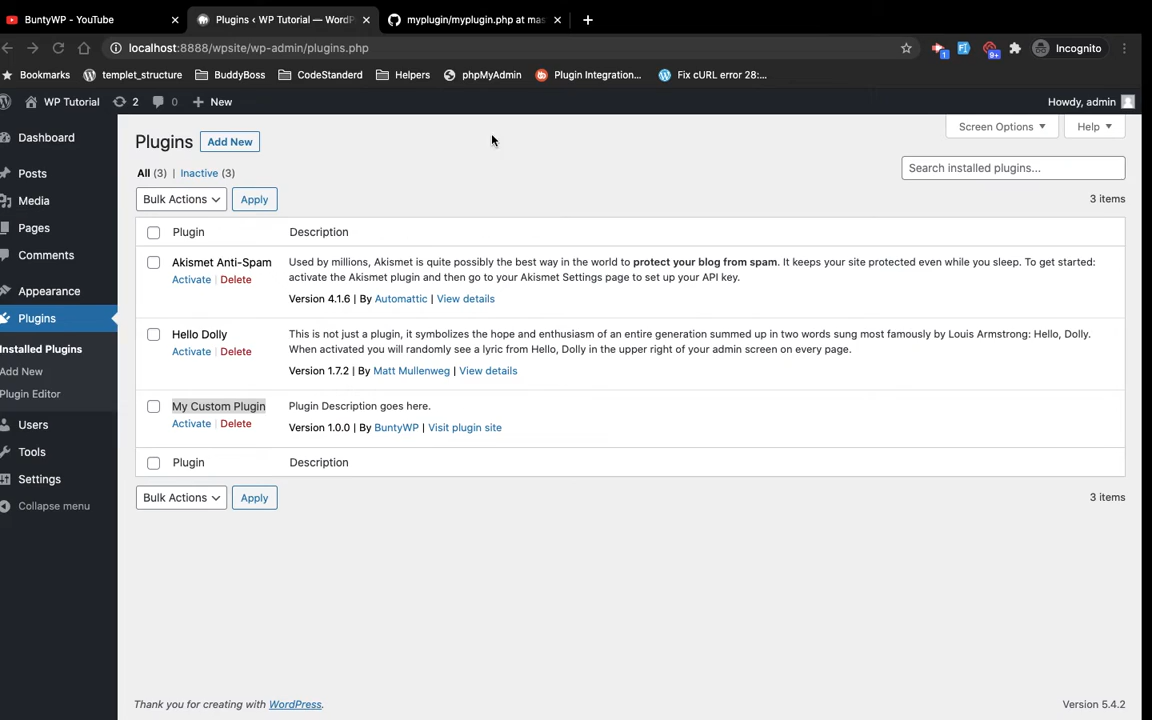 BuntyWP - YouTube
Plugins ‹ WP Tutorial — WordP
myplugin/myplugin.php at mas
localhost:8888/wpsite/wp-admin/plugins.php
1
9+
Incognito
Bookmarks
templet_structure
BuddyBoss
CodeStanderd
Helpers
phpMyAdmin
Plugin Integration...
Fix cURL error 28:...
WP Tutorial
2
0
New
Howdy, admin
Dashboard
Posts
Media
Pages
Comments
Appearance
Plugins
Installed Plugins
Add New
Plugin Editor
Users
Tools
Settings
Collapse menu
Plugins Add New
Screen Options
Help
All (3) | Inactive (3)
Search installed plugins...
Bulk Actions
Apply
3 items
Plugin Description
Akismet Anti-Spam
Activate | Delete
Used by millions, Akismet is quite possibly the best way in the world to protect your blog from spam. It keeps your site protected even while you sleep. To get started:
activate the Akismet plugin and then go to your Akismet Settings page to set up your API key.
Version 4.1.6 | By Automattic | View details
Hello Dolly
Activate | Delete
This is not just a plugin, it symbolizes the hope and enthusiasm of an entire generation summed up in two words sung most famously by Louis Armstrong: Hello, Dolly.
When activated you will randomly see a lyric from Hello, Dolly in the upper right of your admin screen on every page.
Version 1.7.2 | By Matt Mullenweg | View details
My Custom Plugin
Activate | Delete
Plugin Description goes here.
Version 1.0.0 | By BuntyWP | Visit plugin site
Plugin Description
Bulk Actions
Apply
3 items
Thank you for creating with WordPress.
Version 5.4.2